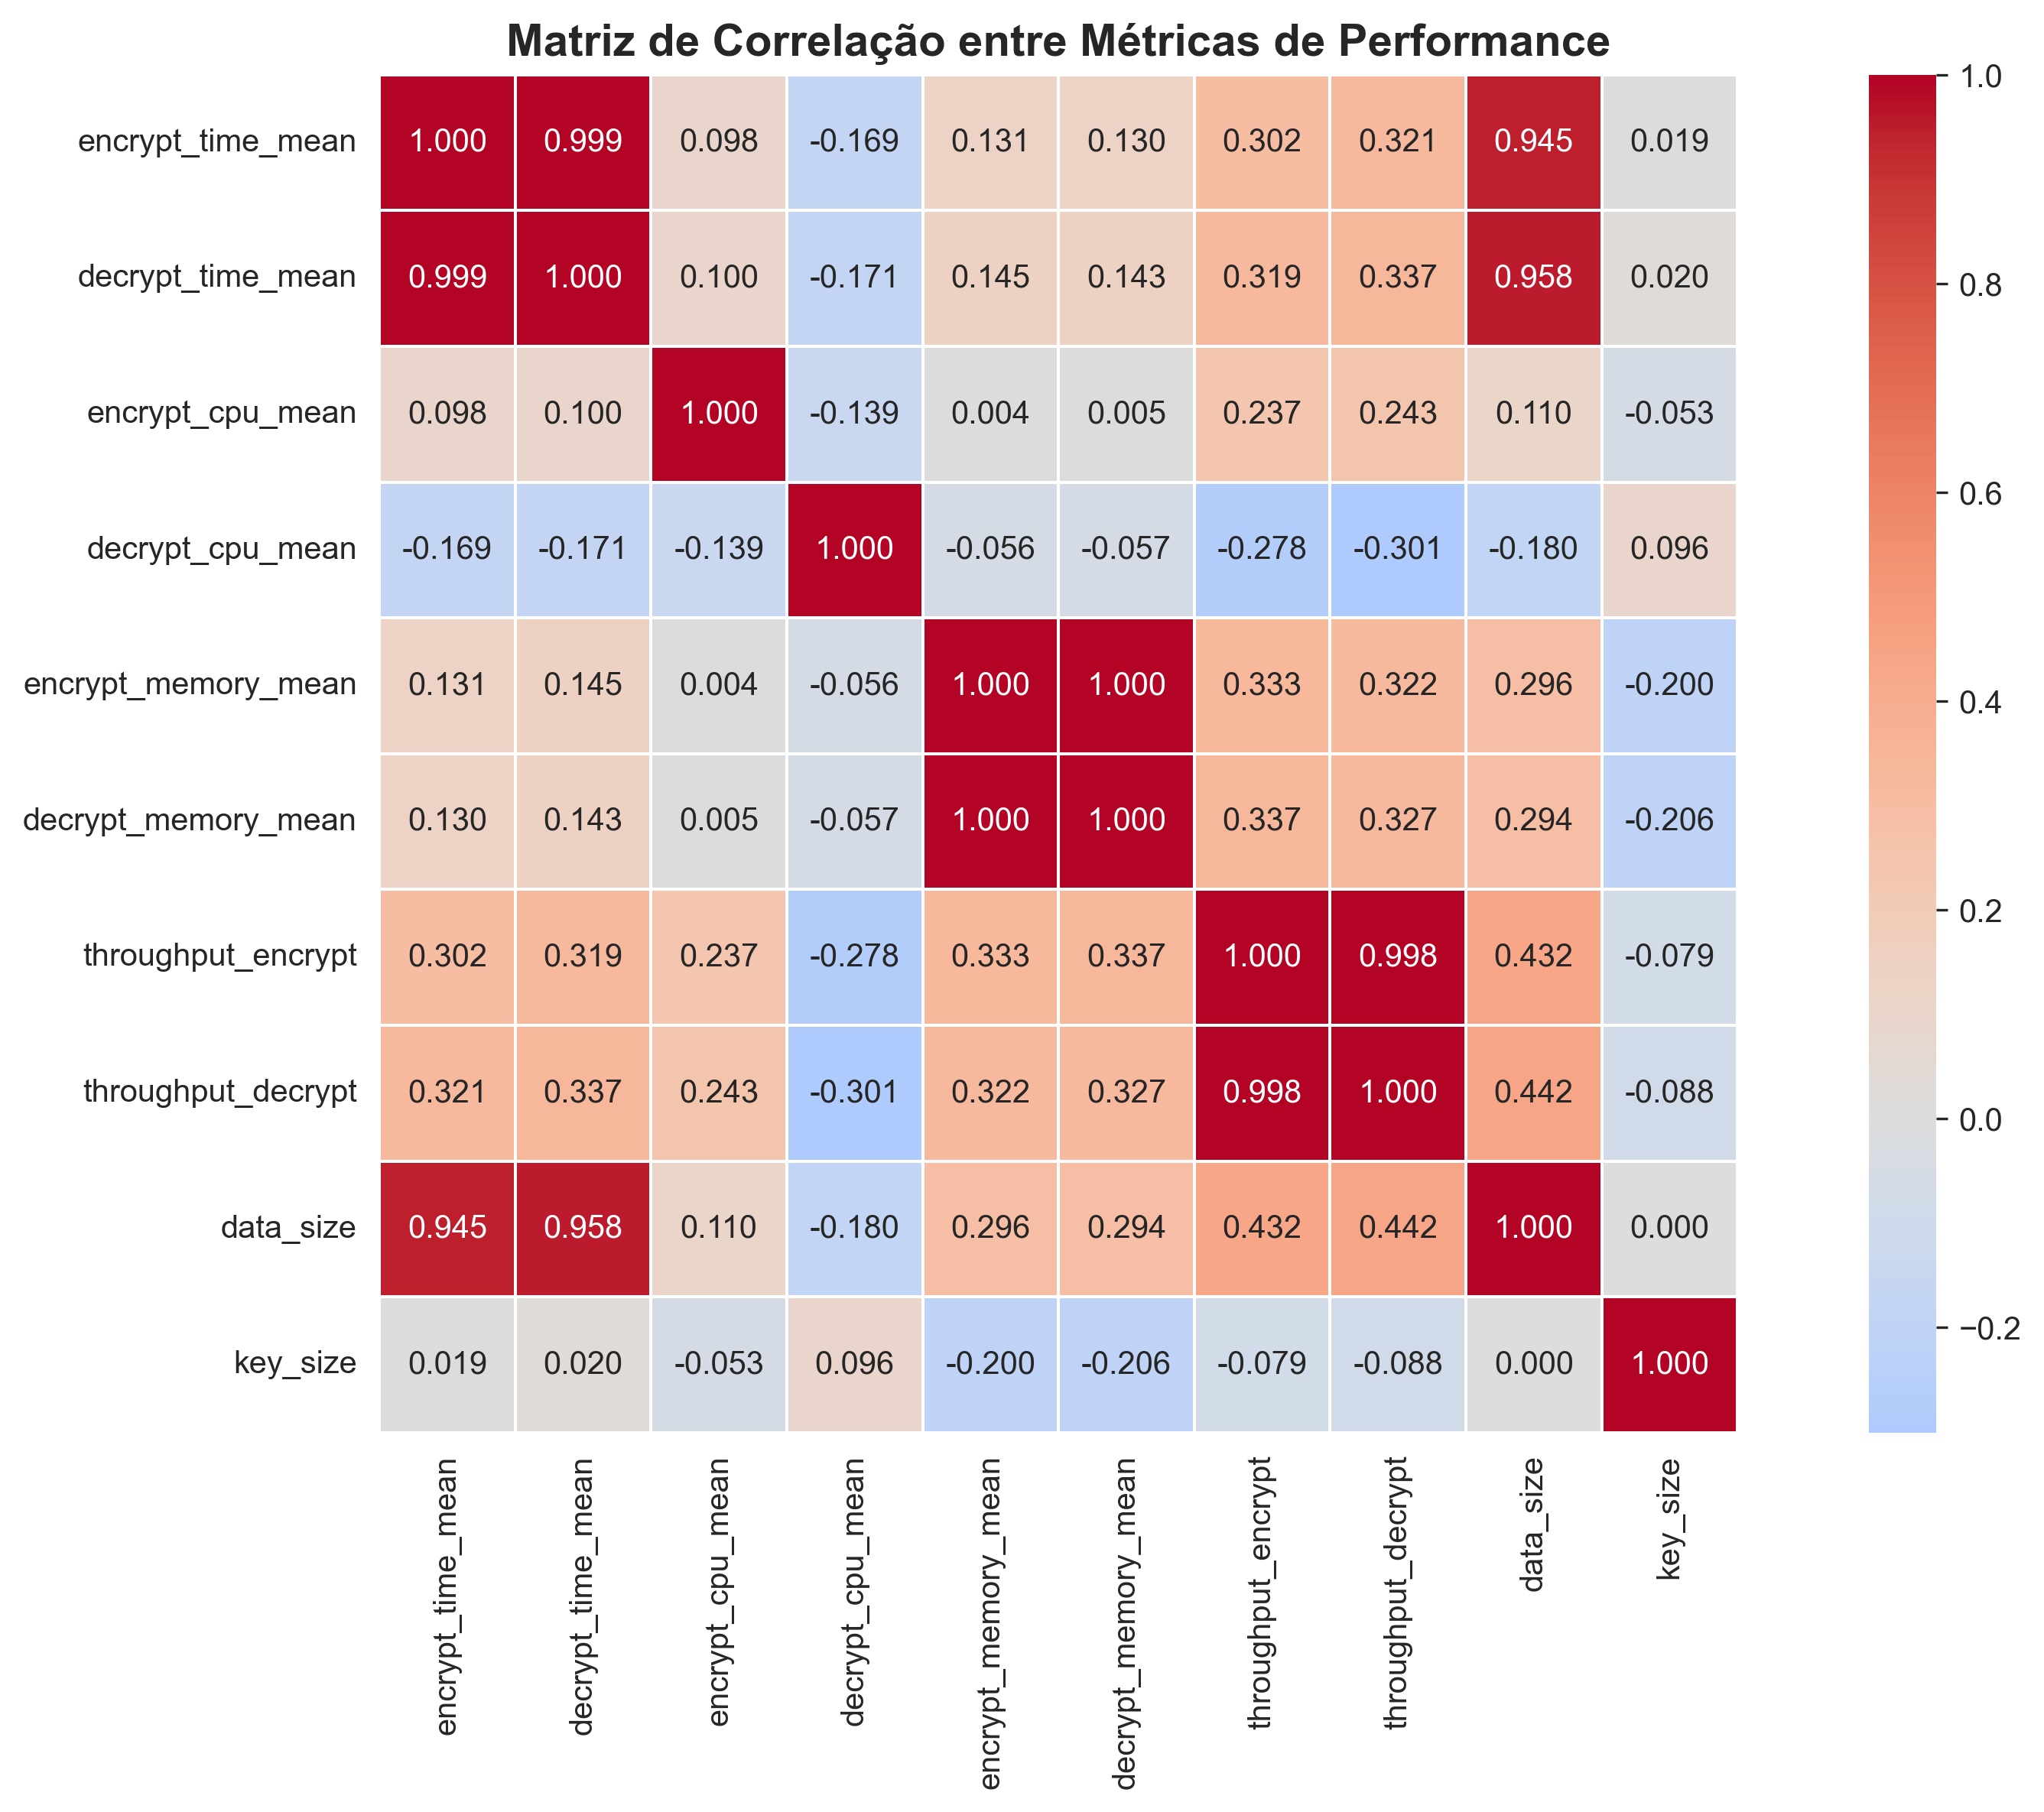 Matriz de Correlação entre Métricas de Performance
encrypt_time_mean 1.000 0.999 0.098 -0.169 0.131 0.130 0.302 0.321 0.945 0.019
decrypt_time_mean 0.999 1.000 0.100 -0.171 0.145 0.143 0.319 0.337 0.958 0.020
encrypt_cpu_mean 0.098 0.100 1.000 -0.139 0.004 0.005 0.237 0.243 0.110 -0.053
decrypt_cpu_mean -0.169 -0.171 -0.139 1.000 -0.056 -0.057 -0.278 -0.301 -0.180 0.096
encrypt_memory_mean 0.131 0.145 0.004 -0.056 1.000 1.000 0.333 0.322 0.296 -0.200
decrypt_memory_mean 0.130 0.143 0.005 -0.057 1.000 1.000 0.337 0.327 0.294 -0.206
throughput_encrypt 0.302 0.319 0.237 -0.278 0.333 0.337 1.000 0.998 0.432 -0.079
throughput_decrypt 0.321 0.337 0.243 -0.301 0.322 0.327 0.998 1.000 0.442 -0.088
data_size 0.945 0.958 0.110 -0.180 0.296 0.294 0.432 0.442 1.000 0.000
key_size 0.019 0.020 -0.053 0.096 -0.200 -0.206 -0.079 -0.088 0.000 1.000
encrypt_time_mean
decrypt_time_mean
encrypt_cpu_mean
decrypt_cpu_mean
encrypt_memory_mean
decrypt_memory_mean
throughput_encrypt
throughput_decrypt
data_size
key_size
1.0
0.8
0.6
0.4
0.2
0.0
−0.2